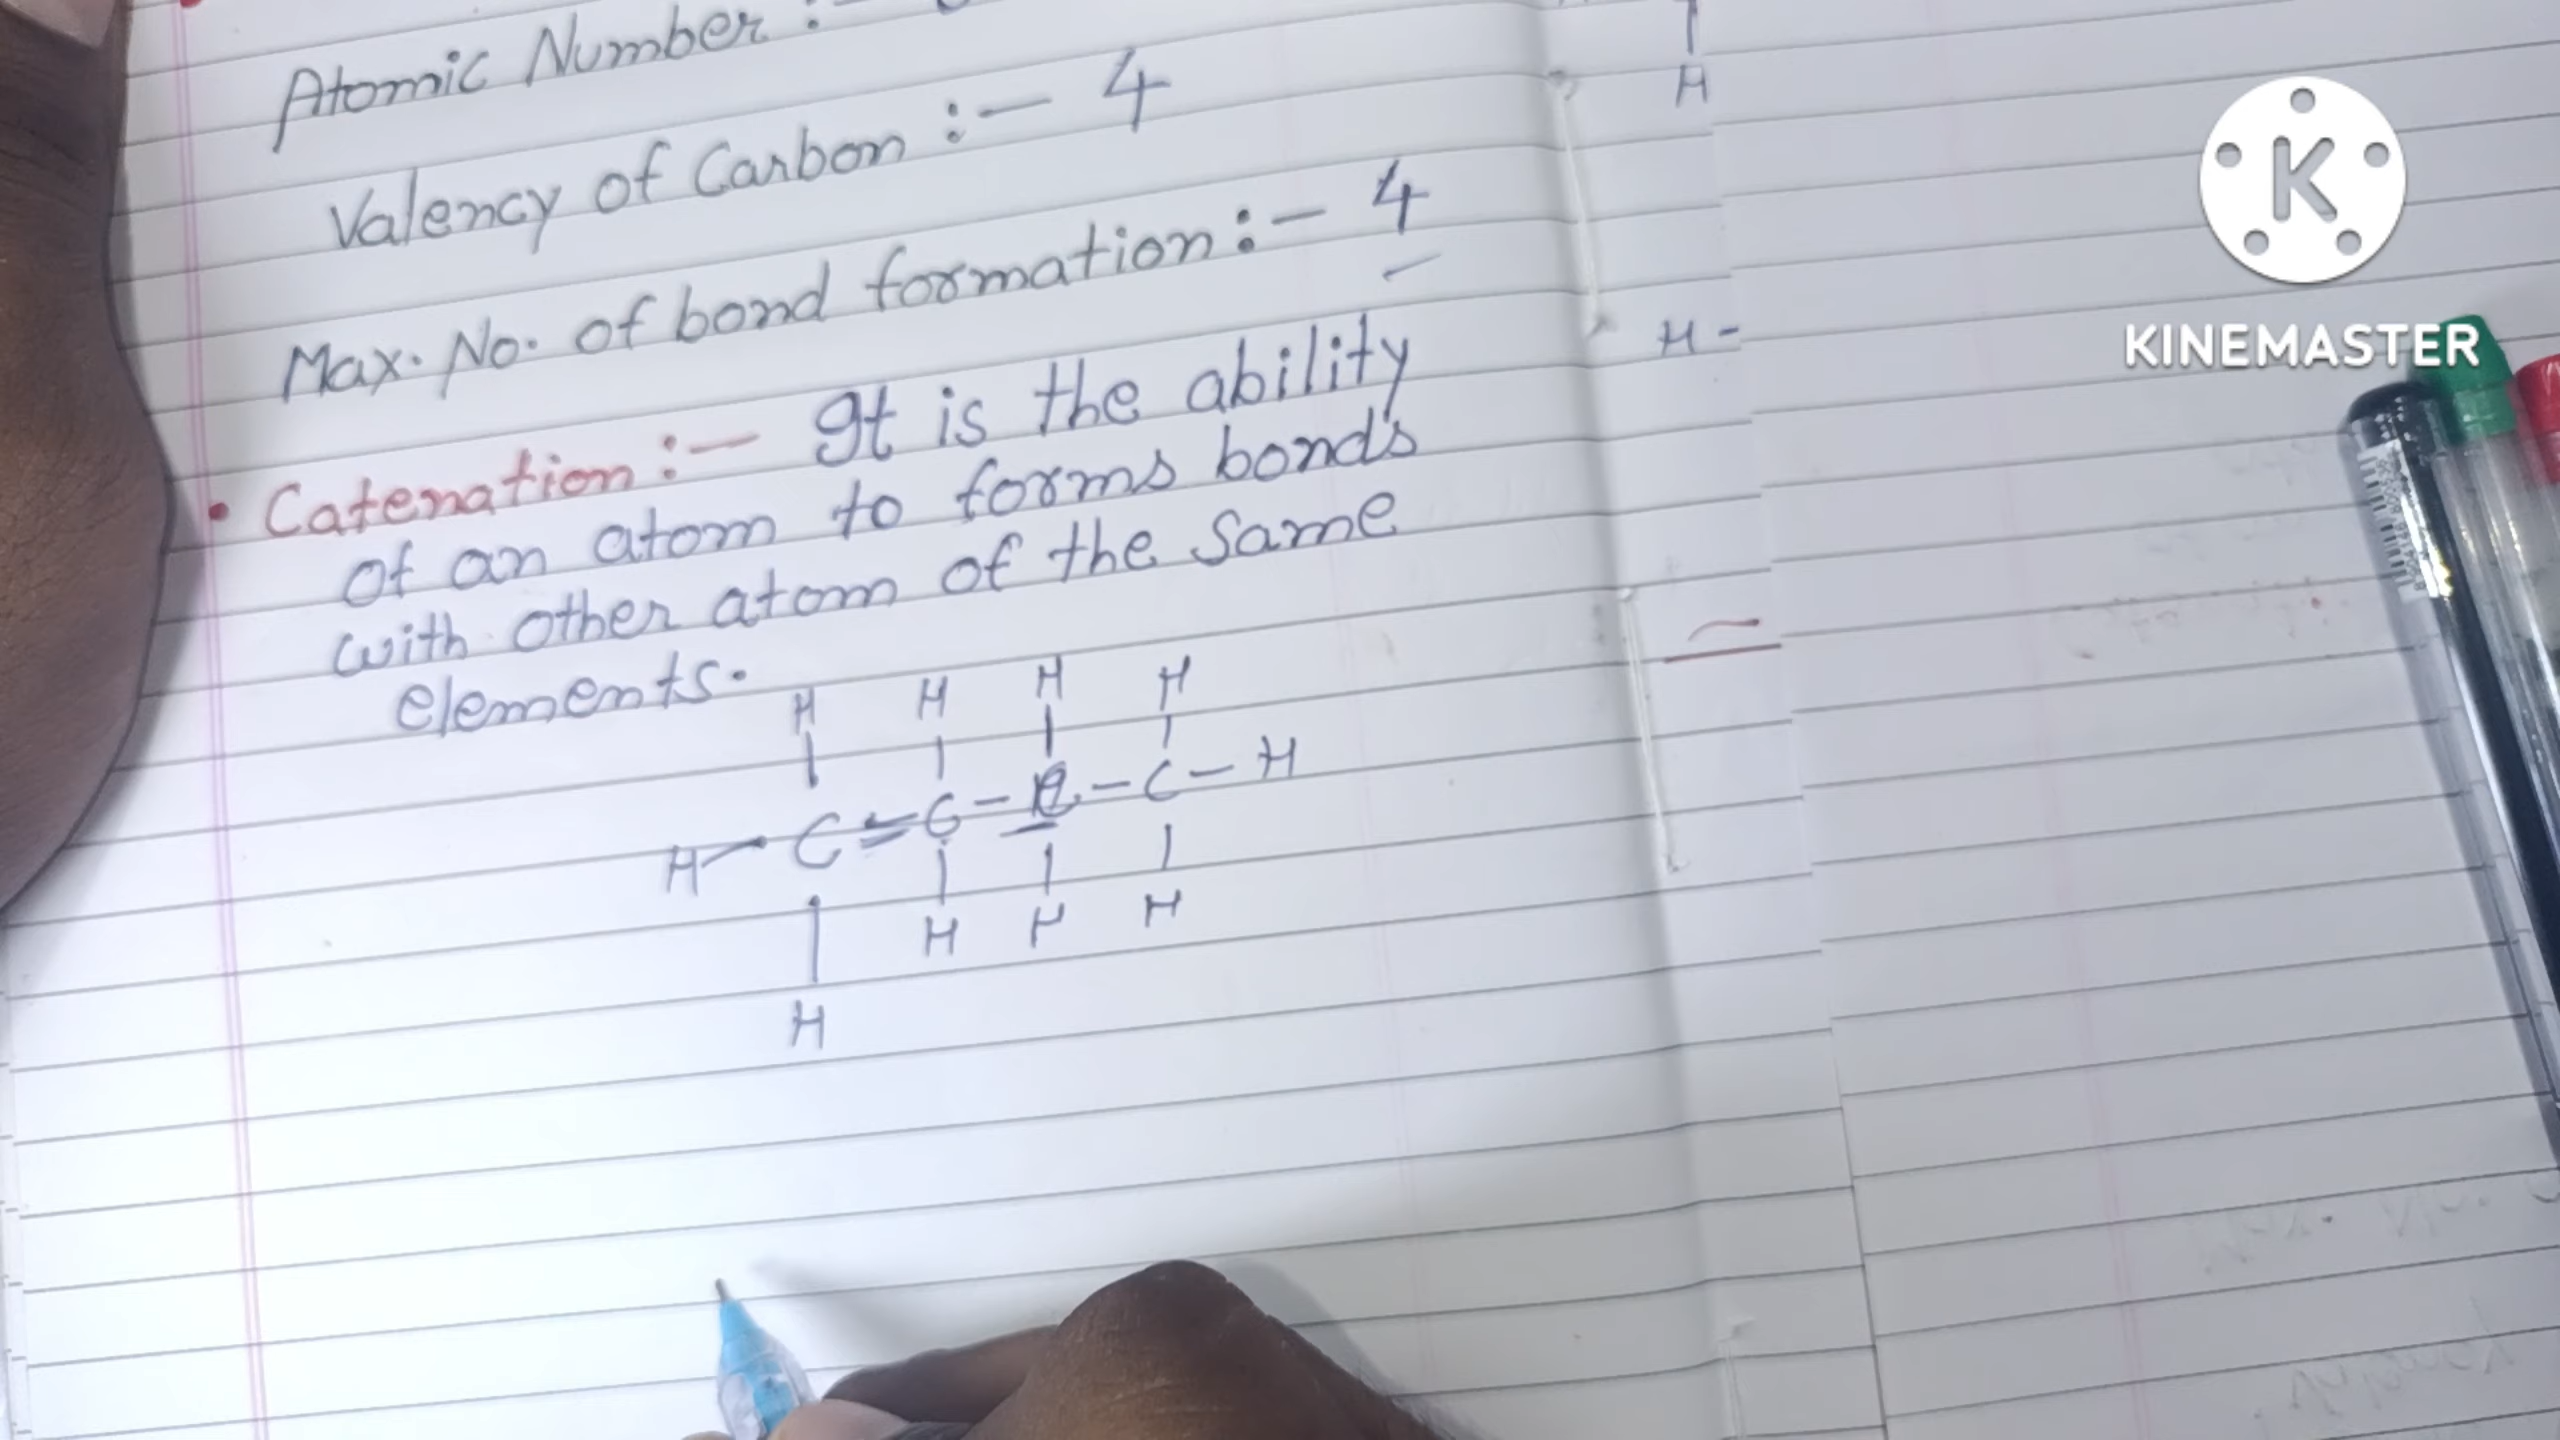 Atomic Number :-
Valency of Carbon :- 4
Max. No. of bond formation :- 4
• Catenation :- It is the ability
of an atom to forms bonds
with other atom of the same
elements.
H H H H
H - C = C - C - C - H
H H H H
H
H -
KINEMASTER